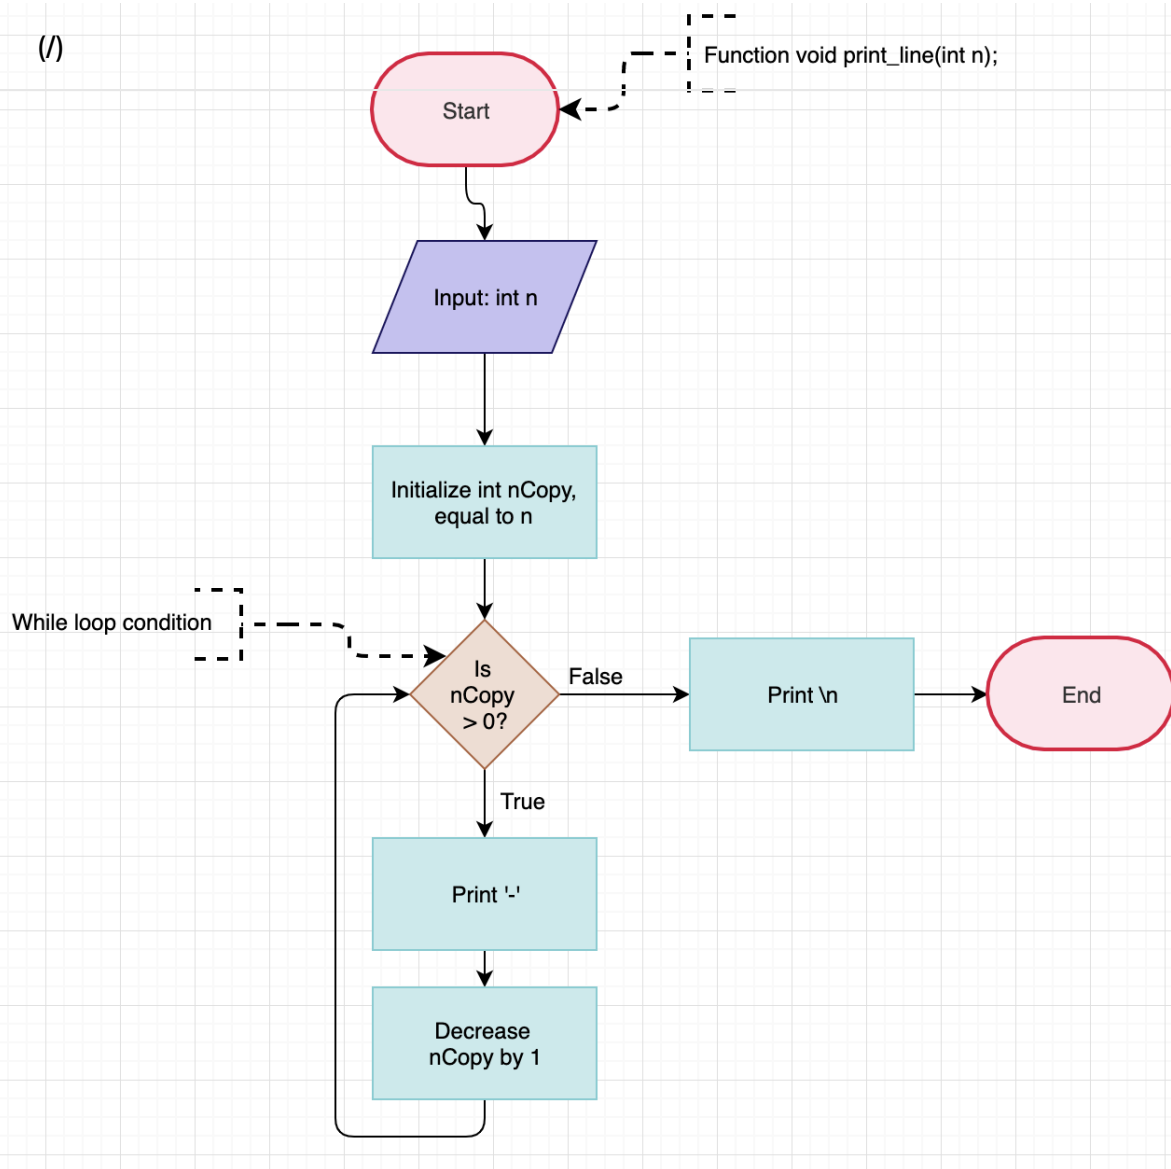 (/)
Function void print_line(int n);
Start
Input: int n
Initialize int nCopy,
equal to n
While loop condition
Is
nCopy
> 0?
False
Print \n
End
True
Print '-'
Decrease
nCopy by 1